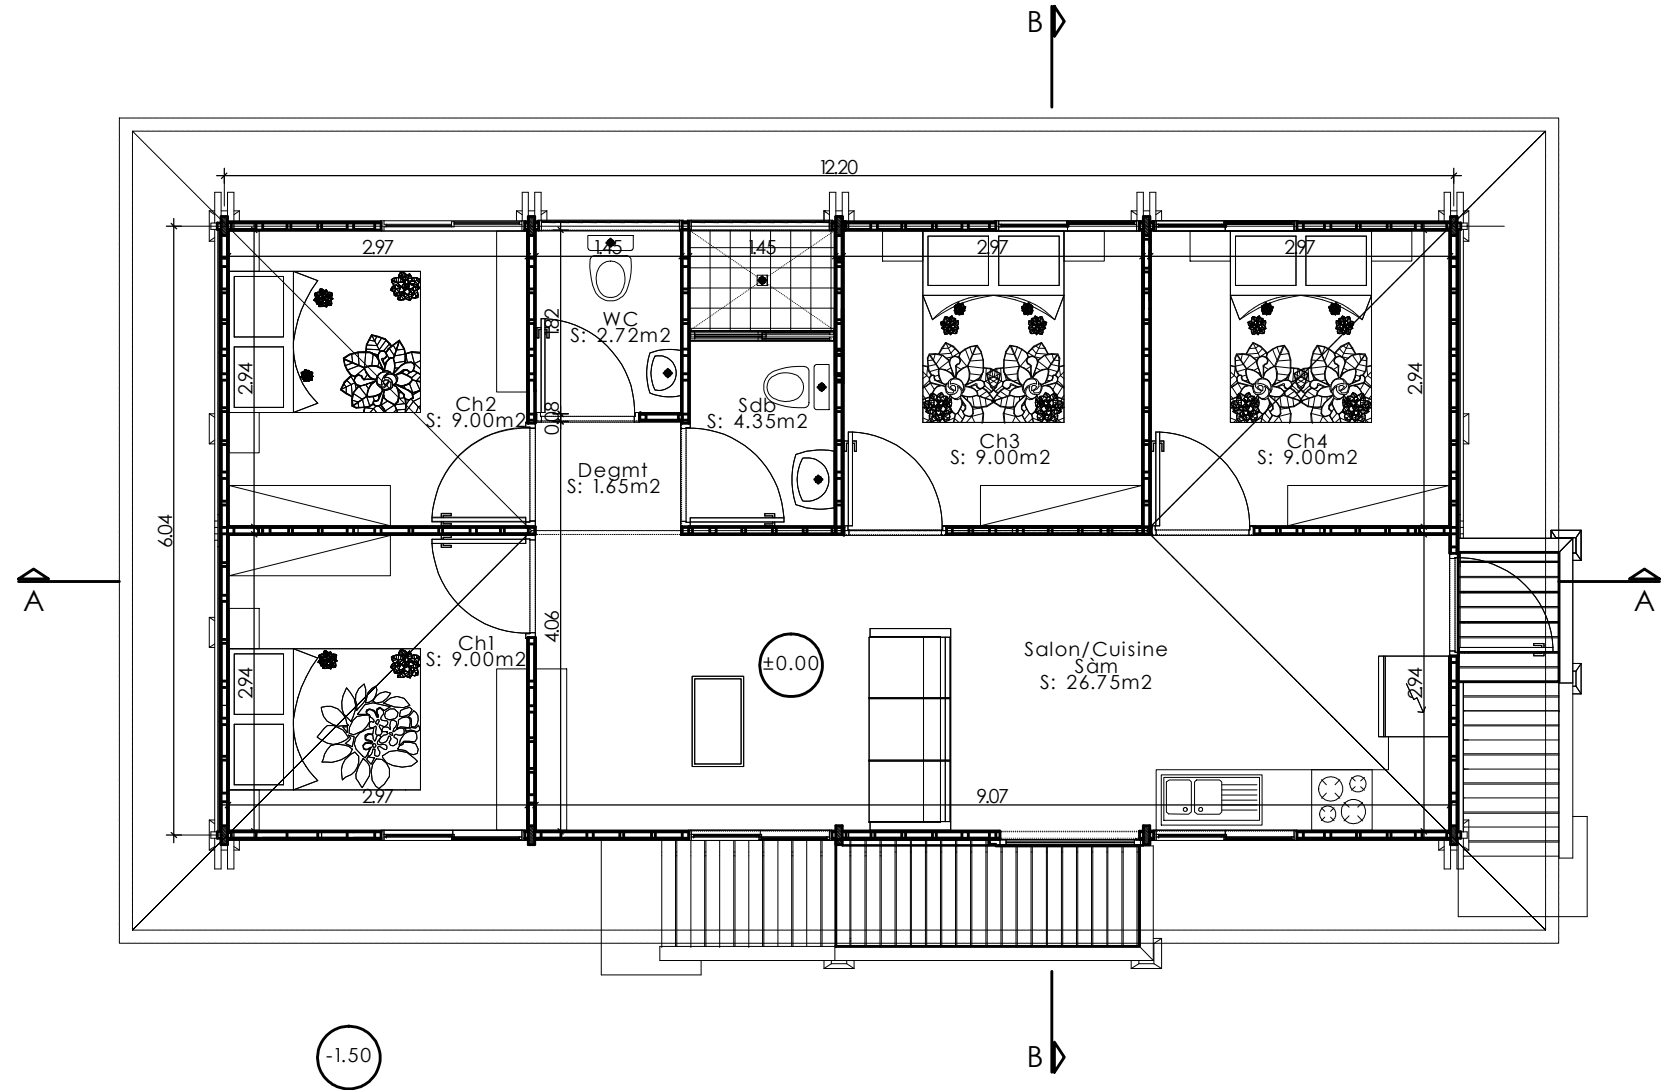 B
12.20
2.97
1.45
1.45
2.97
2.97
WC
S: 2.72m2
1.82
2.94
2.94
Ch2
S: 9.00m2
0.08
Sdb
S: 4.35m2
Ch3
S: 9.00m2
Ch4
S: 9.00m2
Degmt
S: 1.65m2
6.04
A
A
4.06
Ch1
S: 9.00m2
±0.00
Salon/Cuisine
Sàm
S: 26.75m2
2.94
2.94
2.97
9.07
-1.50
B